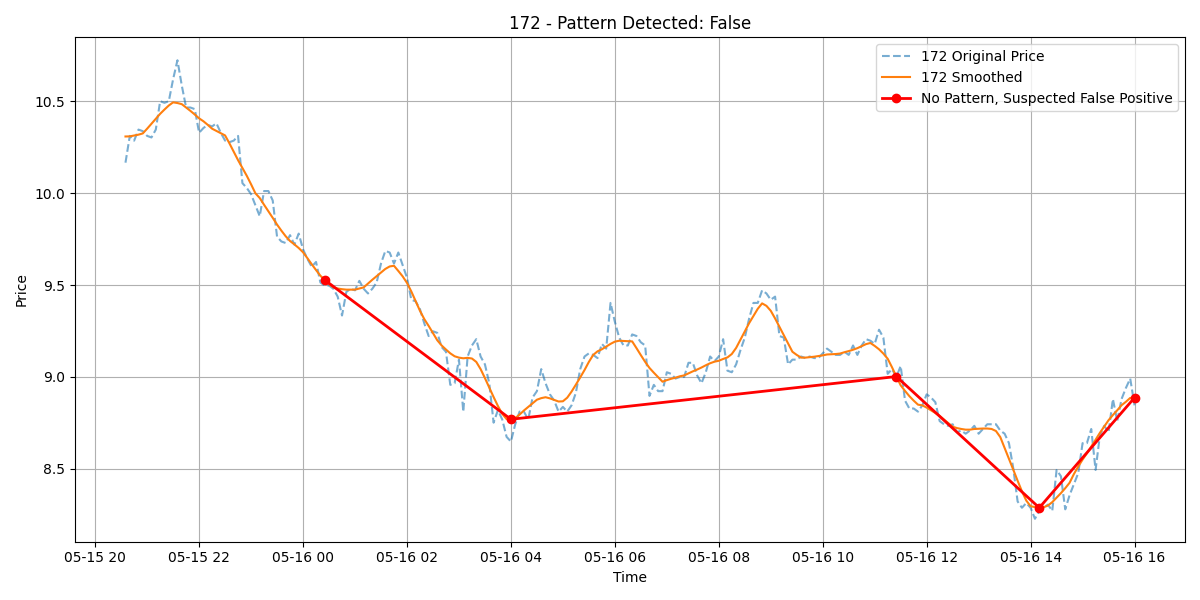 172 - Pattern Detected: False
172 Original Price
172 Smoothed
No Pattern, Suspected False Positive
Price
10.5
10.0
9.5
9.0
8.5
05-15 20
05-15 22
05-16 00
05-16 02
05-16 04
05-16 06
05-16 08
05-16 10
05-16 12
05-16 14
05-16 16
Time